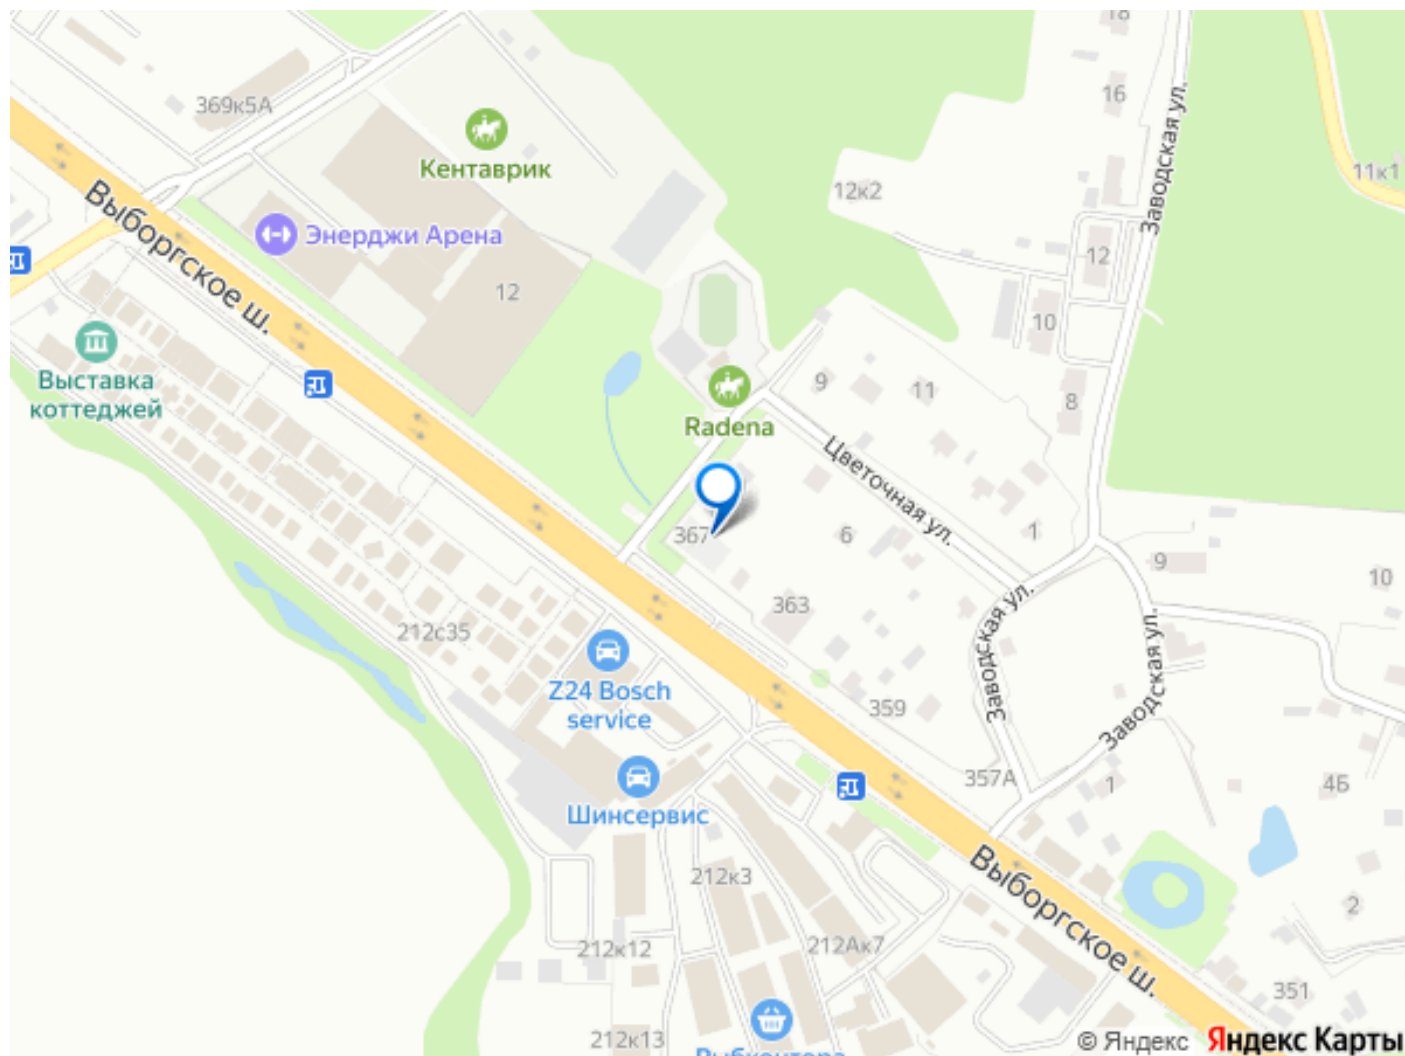 18
369к5А
16
Заводская ул.
Кентаврик
11к1
12к2
Выборгское ш.
Энерджи Арена
12
12
10
Выставка
коттеджей
9
11
8
Radena
Цветочная ул.
367
6
1
9
10
363
Заводская ул.
212с35
Заводская ул.
Z24 Bosch
service
359
357А
1
4Б
Шинсервис
Выборгское ш.
212к3
2
212к12
212Ак7
351
212к13
Рыбконтора
© Яндекс Яндекс Карты